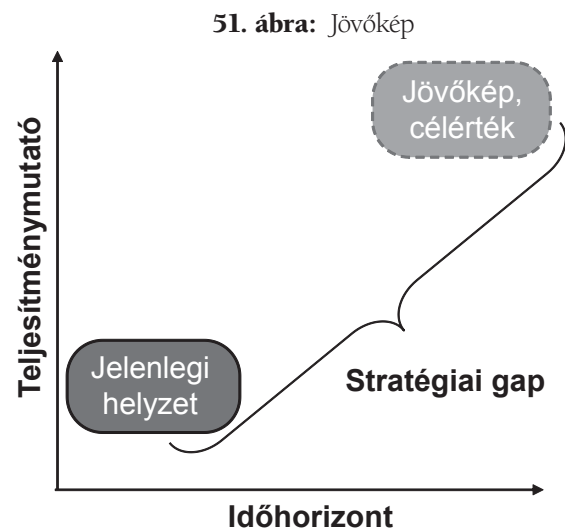 51. ábra: Jövőkép
Teljesítménymutató
Jövőkép,
célérték
Jelenlegi
helyzet
Stratégiai gap
Időhorizont